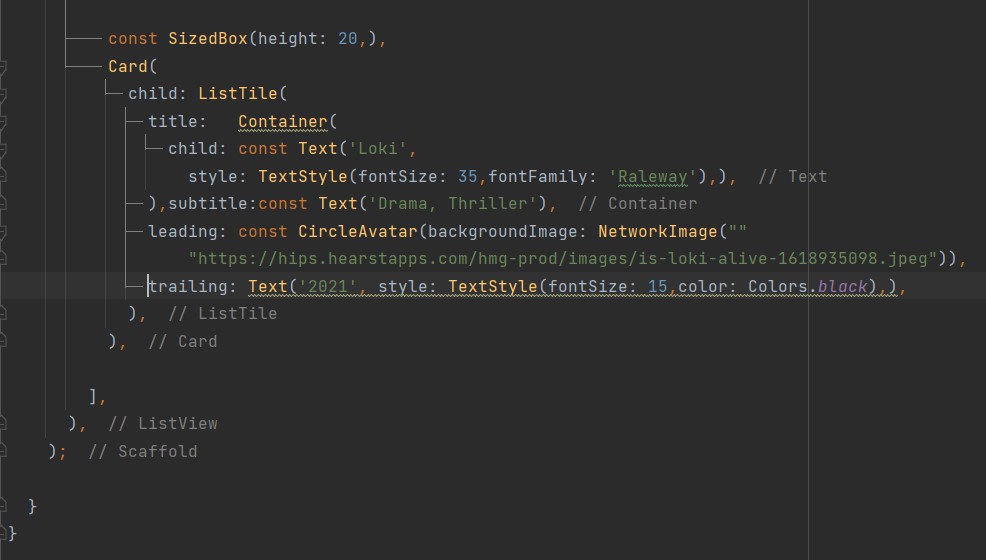 const SizedBox(height: 20,),
Card(
child: ListTile(
title:   Container(
child: const Text('Loki',
style: TextStyle(fontSize: 35,fontFamily: 'Raleway'),),  // Text
),subtitle:const Text('Drama, Thriller'),  // Container
leading: const CircleAvatar(backgroundImage: NetworkImage(""
"https://hips.hearstapps.com/hmg-prod/images/is-loki-alive-1618935098.jpeg")),
trailing: Text('2021', style: TextStyle(fontSize: 15,color: Colors.black),),
),  // ListTile
),  // Card
],
),  // ListView
);  // Scaffold
}
}